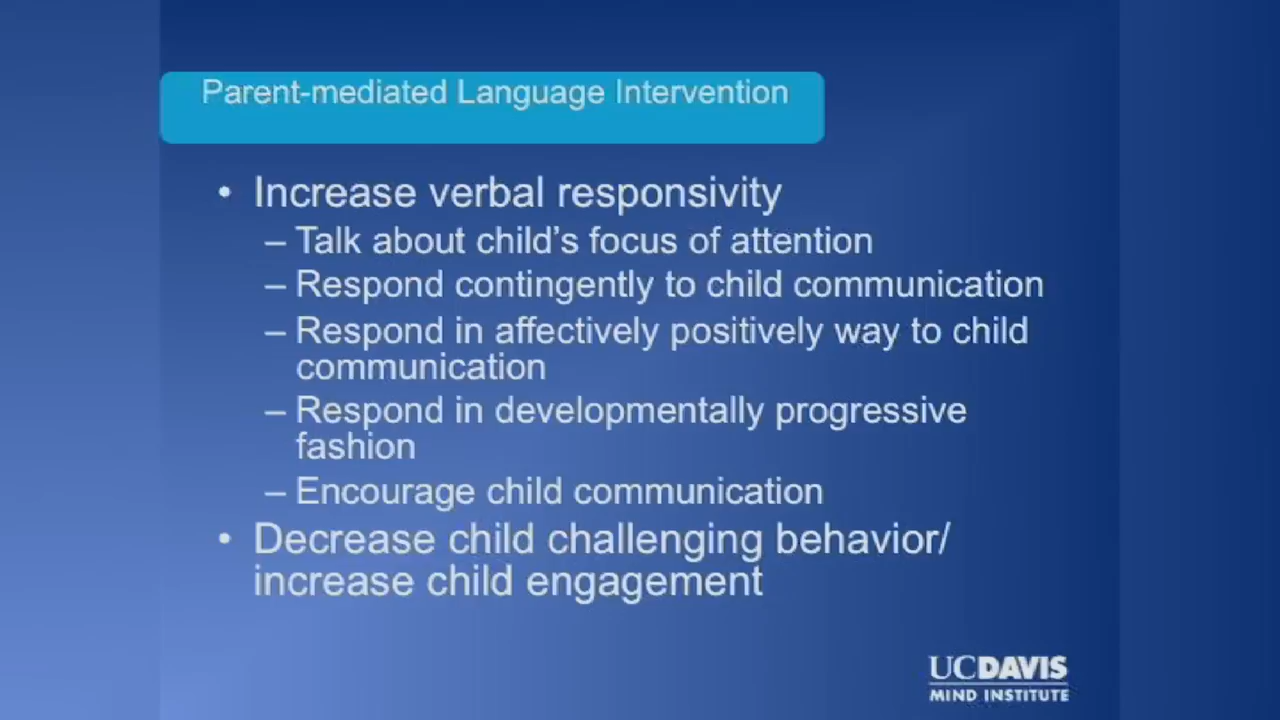 Parent-mediated Language Intervention
• Increase verbal responsivity
– Talk about child's focus of attention
– Respond contingently to child communication
– Respond in affectively positively way to child
communication
– Respond in developmentally progressive
fashion
– Encourage child communication
• Decrease child challenging behavior/
increase child engagement
UCDAVIS
MIND INSTITUTE